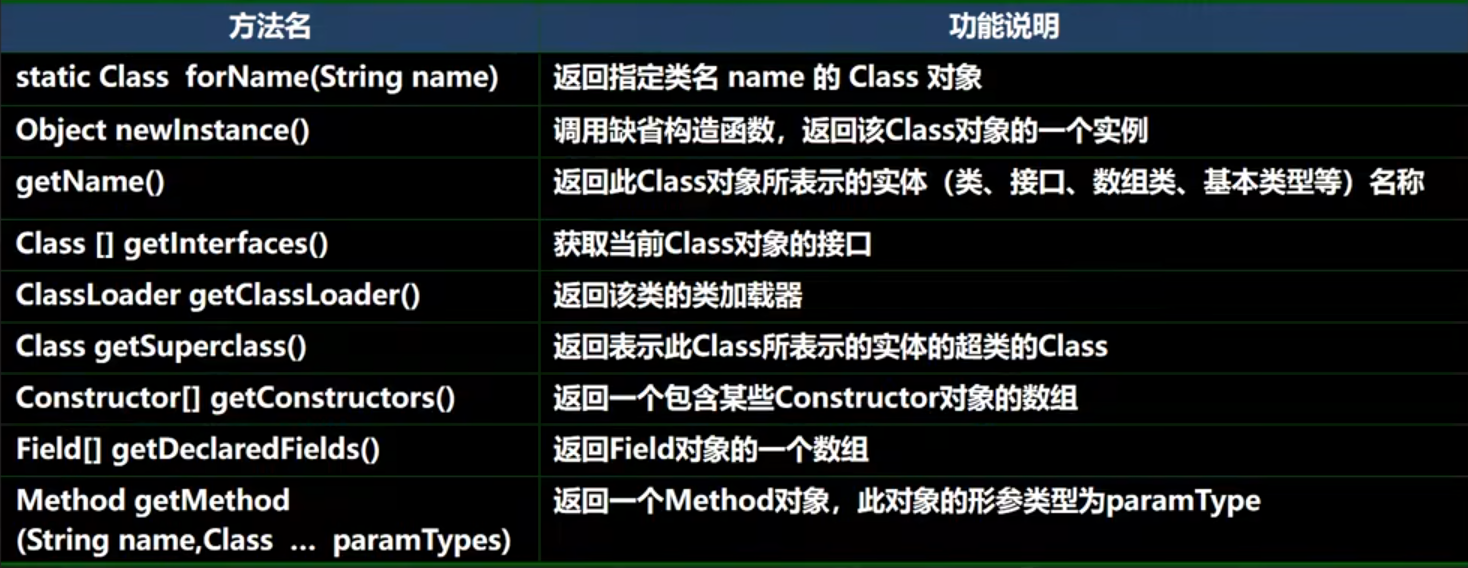 方法名 功能说明
static Class forName(String name) 返回指定类名 name 的 Class 对象
Object newInstance() 调用缺省构造函数，返回该Class对象的一个实例
getName() 返回此Class对象所表示的实体（类、接口、数组类、基本类型等）名称
Class [] getInterfaces() 获取当前Class对象的接口
ClassLoader getClassLoader() 返回该类的类加载器
Class getSuperclass() 返回表示此Class所表示的实体的超类的Class
Constructor[] getConstructors() 返回一个包含某些Constructor对象的数组
Field[] getDeclaredFields() 返回Field对象的一个数组
Method getMethod 返回一个Method对象，此对象的形参类型为paramType
(String name,Class … paramTypes)